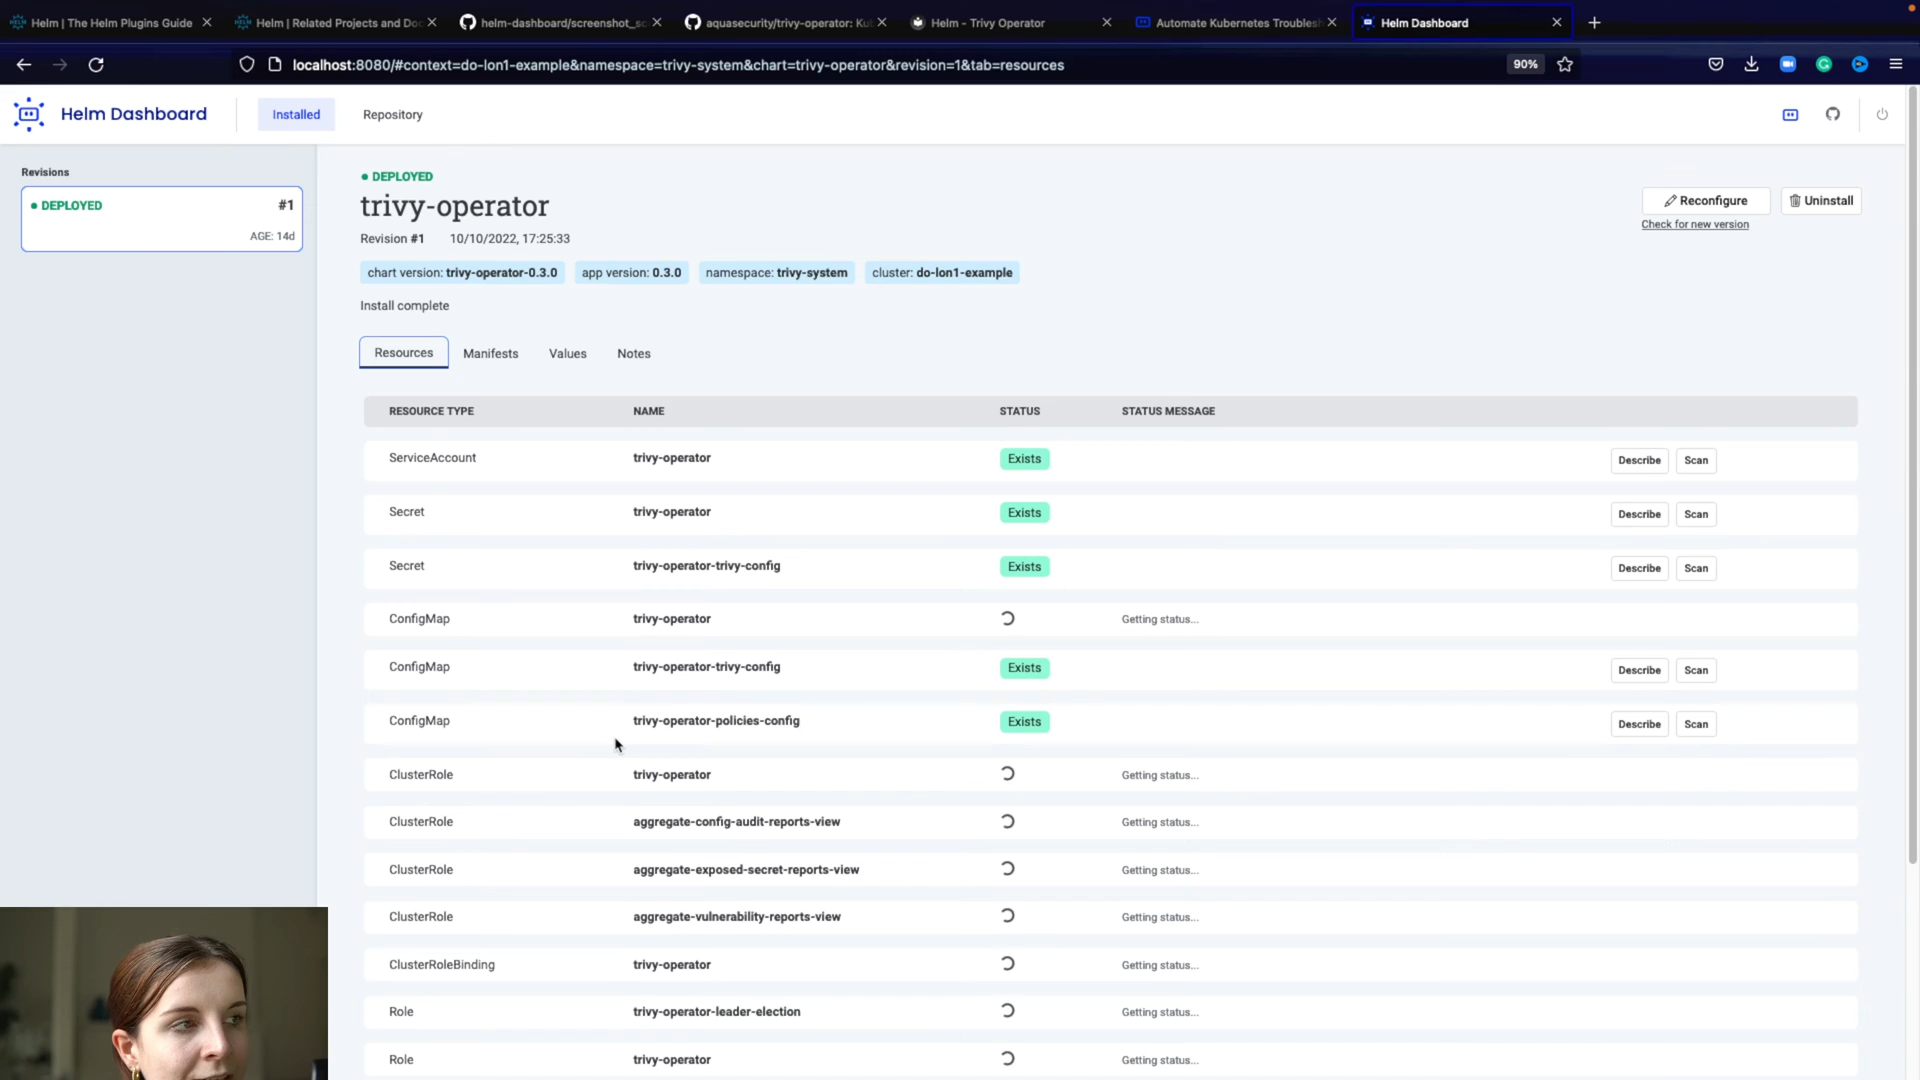 Helm | The Helm Plugins Guide
Helm | Related Projects and Doc
helm-dashboard/screenshot_sc
aquasecurity/trivy-operator: Kub
Helm - Trivy Operator
Automate Kubernetes Troublesh
Helm Dashboard
localhost:8080/#context=do-lon1-example&namespace=trivy-system&chart=trivy-operator&revision=1&tab=resources
90%
Helm Dashboard
Installed
Repository
Revisions
DEPLOYED
#1
AGE: 14d
DEPLOYED
trivy-operator
Revision #1 10/10/2022, 17:25:33
Reconfigure
Uninstall
Check for new version
chart version: trivy-operator-0.3.0 app version: 0.3.0 namespace: trivy-system cluster: do-lon1-example
Install complete
Resources Manifests Values Notes
RESOURCE TYPE NAME STATUS STATUS MESSAGE
ServiceAccount trivy-operator Exists Describe Scan
Secret trivy-operator Exists Describe Scan
Secret trivy-operator-trivy-config Exists Describe Scan
ConfigMap trivy-operator Getting status...
ConfigMap trivy-operator-trivy-config Exists Describe Scan
ConfigMap trivy-operator-policies-config Exists Describe Scan
ClusterRole trivy-operator Getting status...
ClusterRole aggregate-config-audit-reports-view Getting status...
ClusterRole aggregate-exposed-secret-reports-view Getting status...
ClusterRole aggregate-vulnerability-reports-view Getting status...
ClusterRoleBinding trivy-operator Getting status...
Role trivy-operator-leader-election Getting status...
Role trivy-operator Getting status...